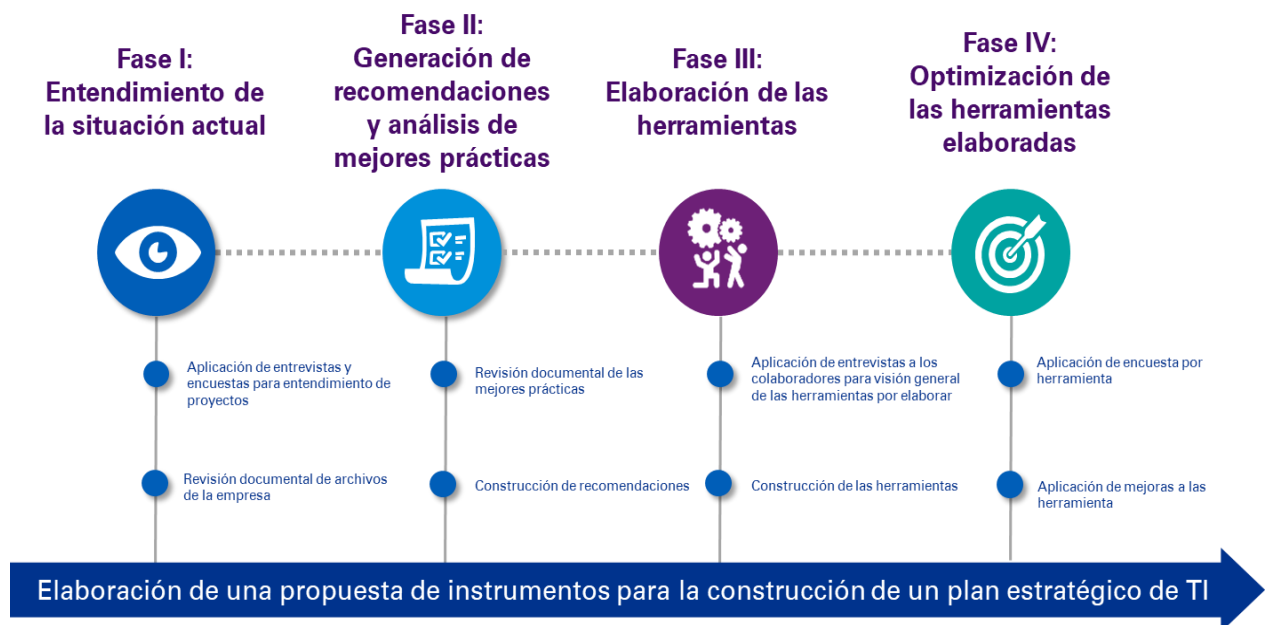 Fase I:
Entendimiento de
la situación actual
Fase II:
Generación de
recomendaciones
y análisis de
mejores prácticas
Fase III:
Elaboración de las
herramientas
Fase IV:
Optimización de
las herramientas
elaboradas
Aplicación de entrevistas y
encuestas para entendimiento de
proyectos
Revisión documental de archivos
de la empresa
Revisión documental de las
mejores prácticas
Construcción de recomendaciones
Aplicación de entrevistas a los
colaboradores para visión general
de las herramientas por elaborar
Construcción de las herramientas
Aplicación de encuesta por
herramienta
Aplicación de mejoras a las
herramienta
Elaboración de una propuesta de instrumentos para la construcción de un plan estratégico de TI